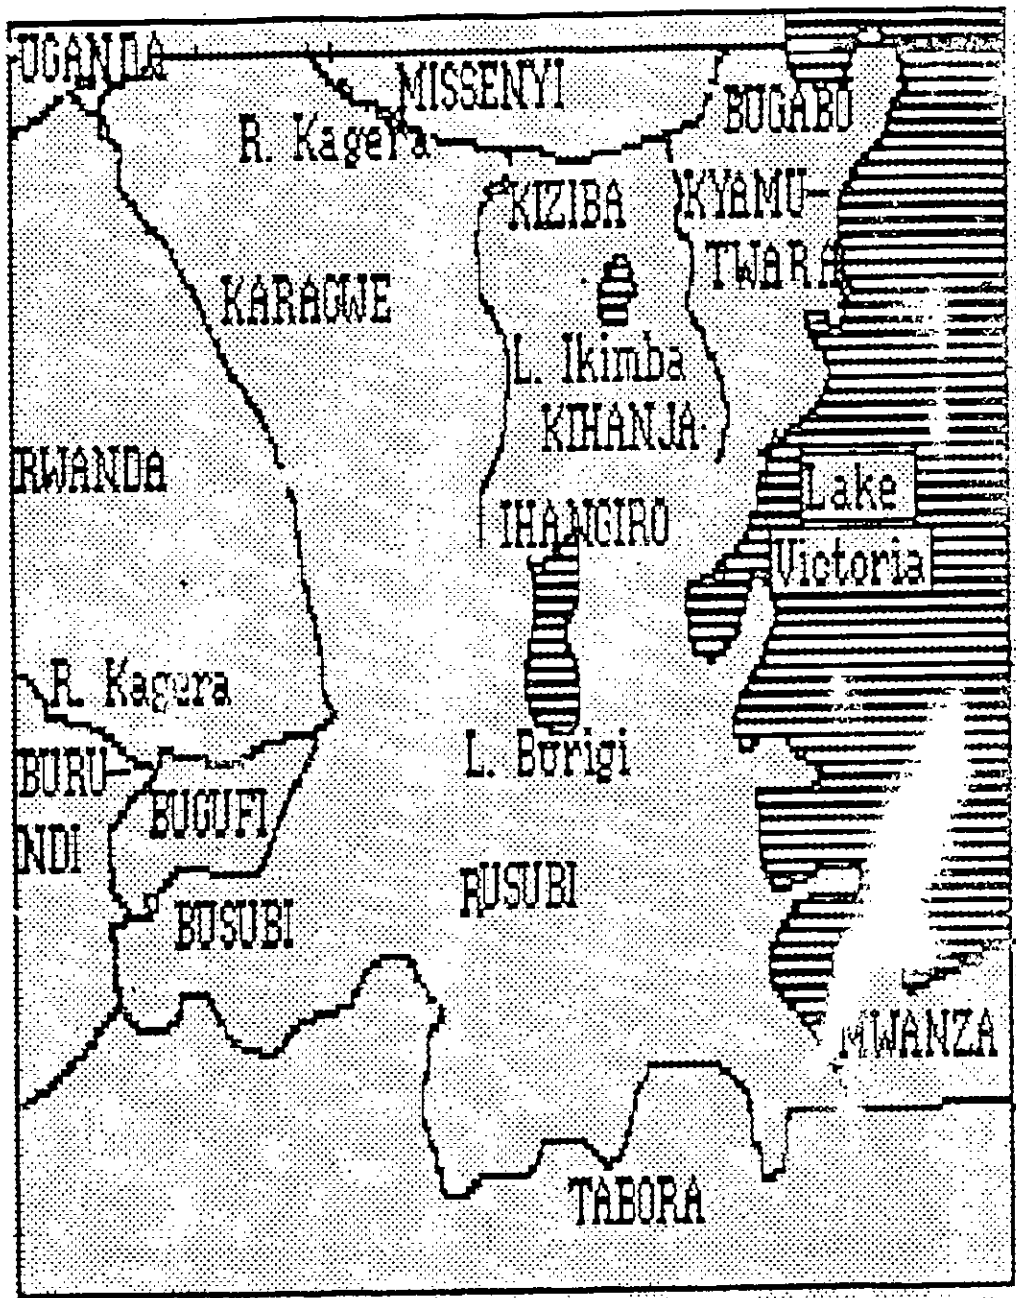 UGANDA
MISSENYI
BUGABU
R. Kagera
KIZIBA
KYAMU-
TWARA
KARAGWE
L. Ikimba
KIHANJA
RWANDA
Lake
IHANGIRO
Victoria
R. Kagera
BURU-
L. Burigi
BUGUFI
NDI
RUSUBI
BUSUBI
MWANZA
TABORA